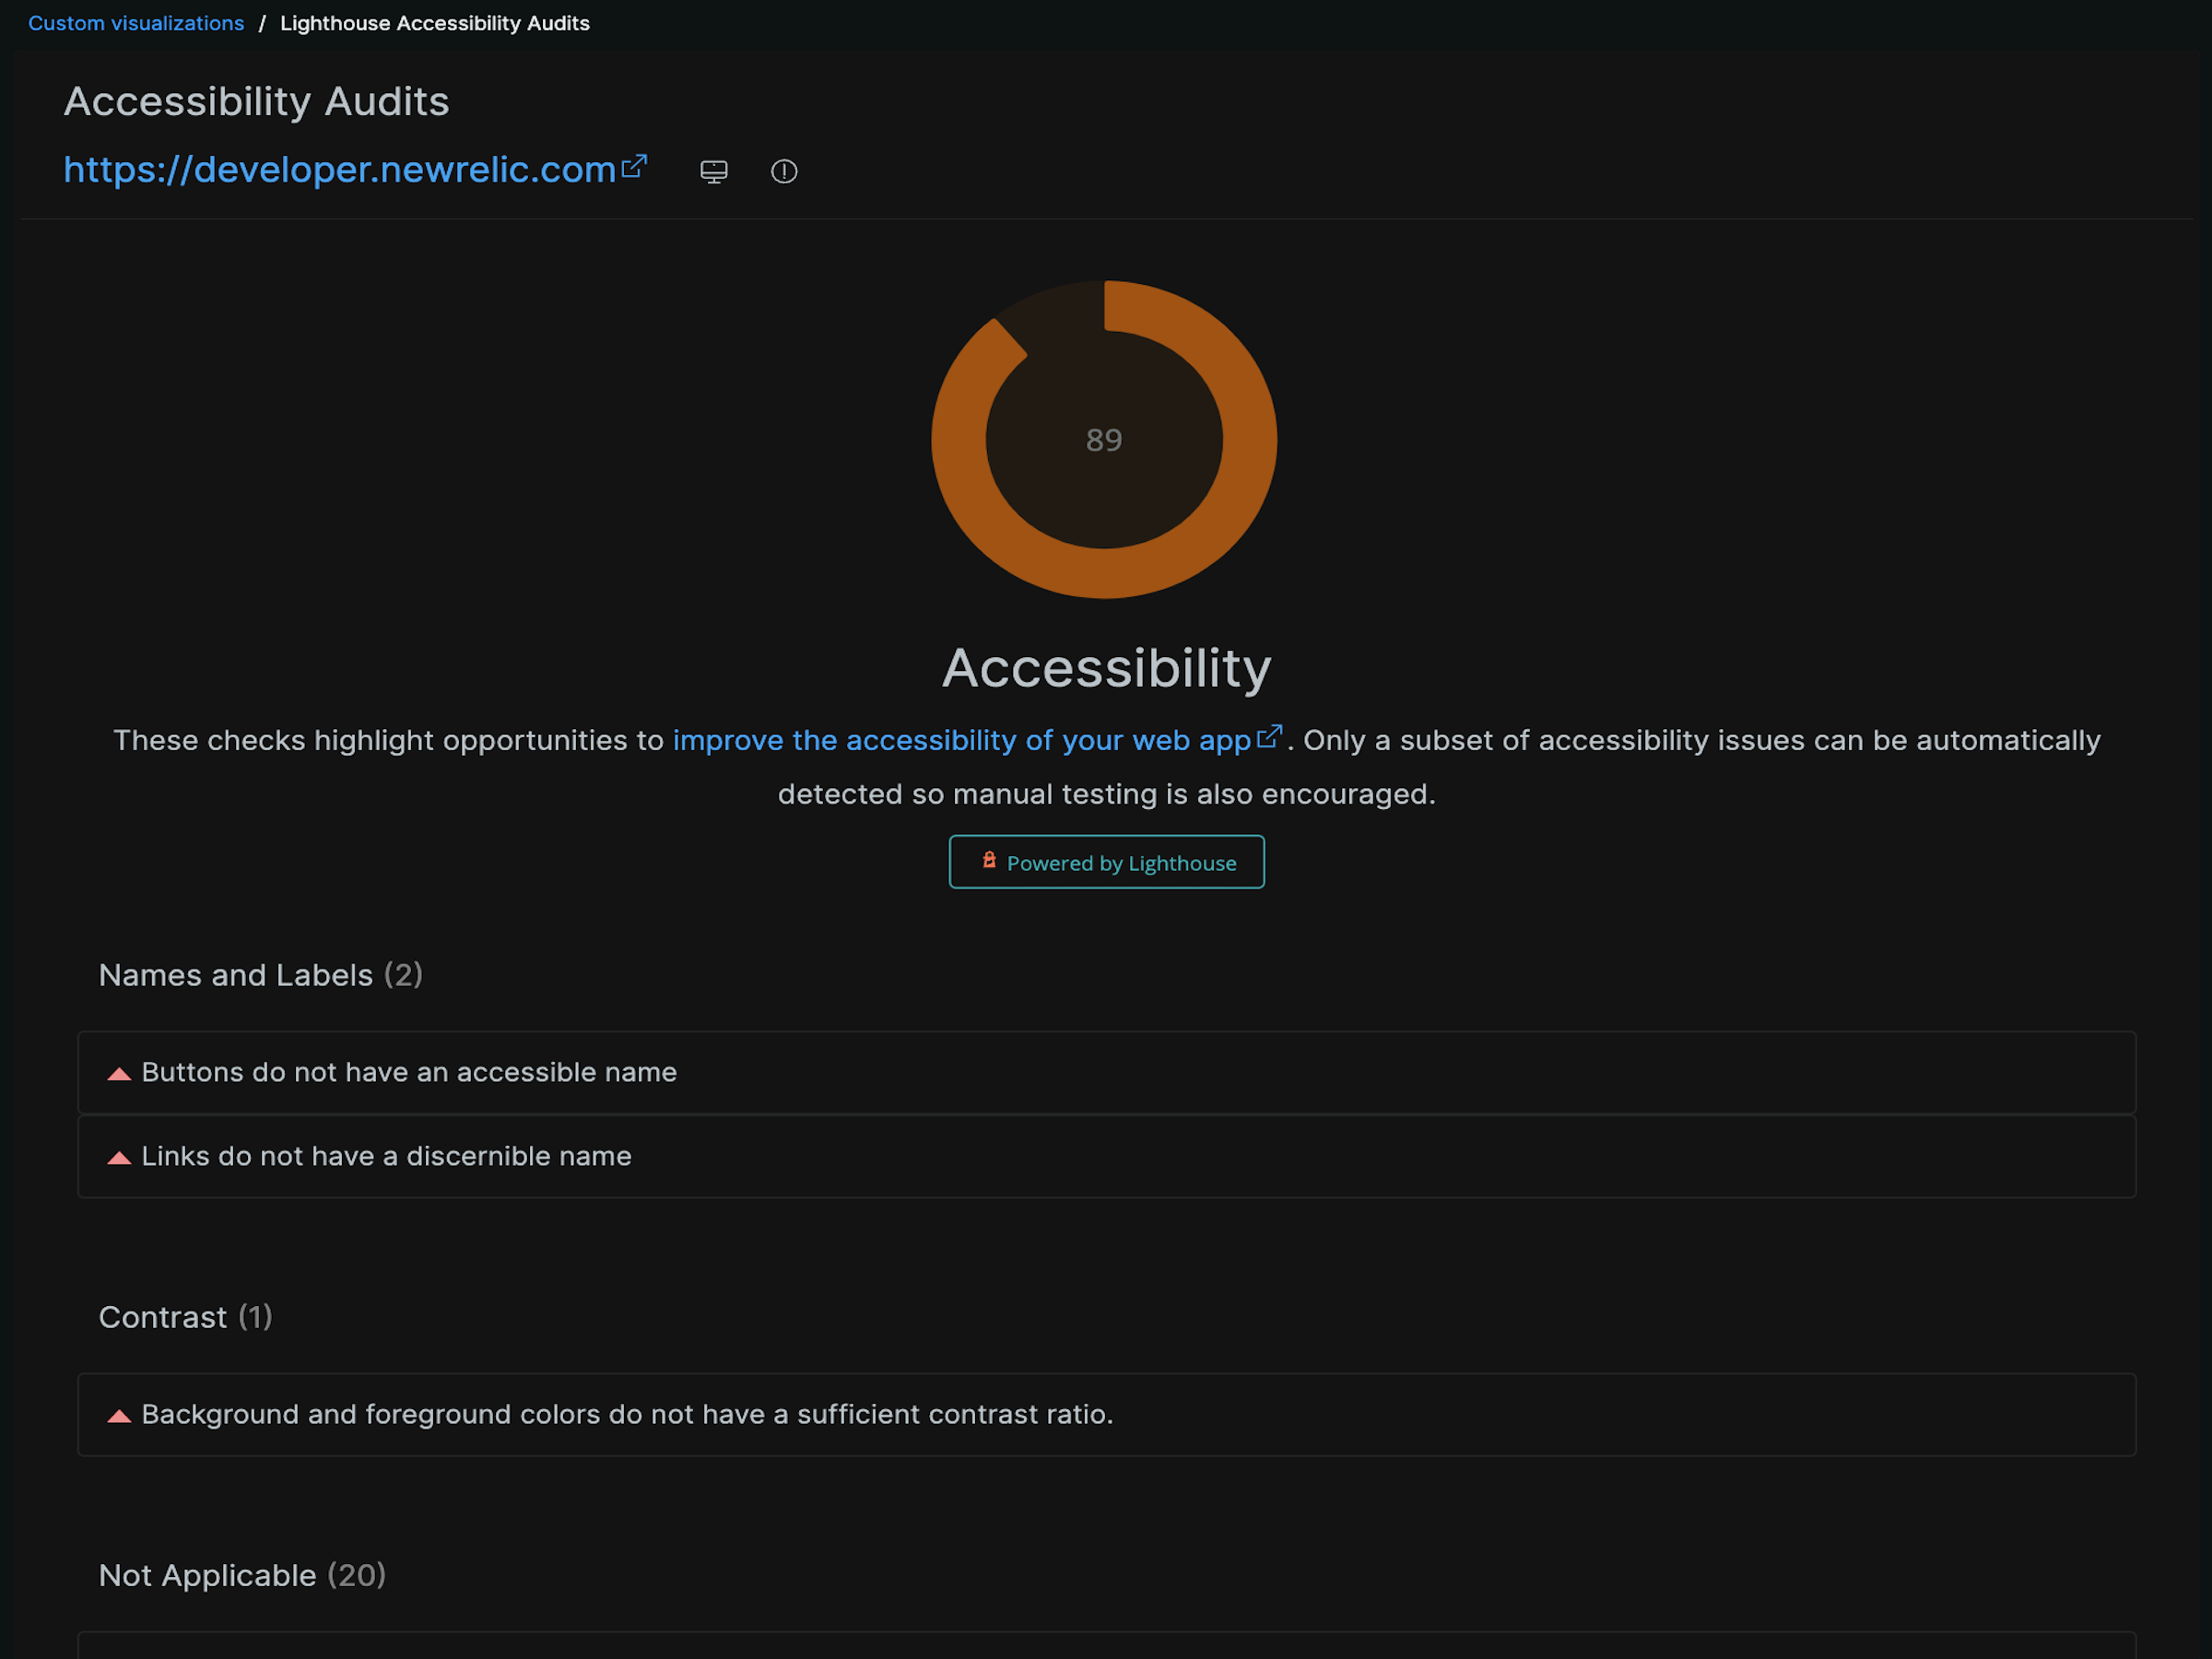 Custom visualizations / Lighthouse Accessibility Audits
Accessibility Audits
https://developer.newrelic.com
89
Accessibility
These checks highlight opportunities to improve the accessibility of your web app. Only a subset of accessibility issues can be automatically
detected so manual testing is also encouraged.
Powered by Lighthouse
Names and Labels (2)
Buttons do not have an accessible name
Links do not have a discernible name
Contrast (1)
Background and foreground colors do not have a sufficient contrast ratio.
Not Applicable (20)